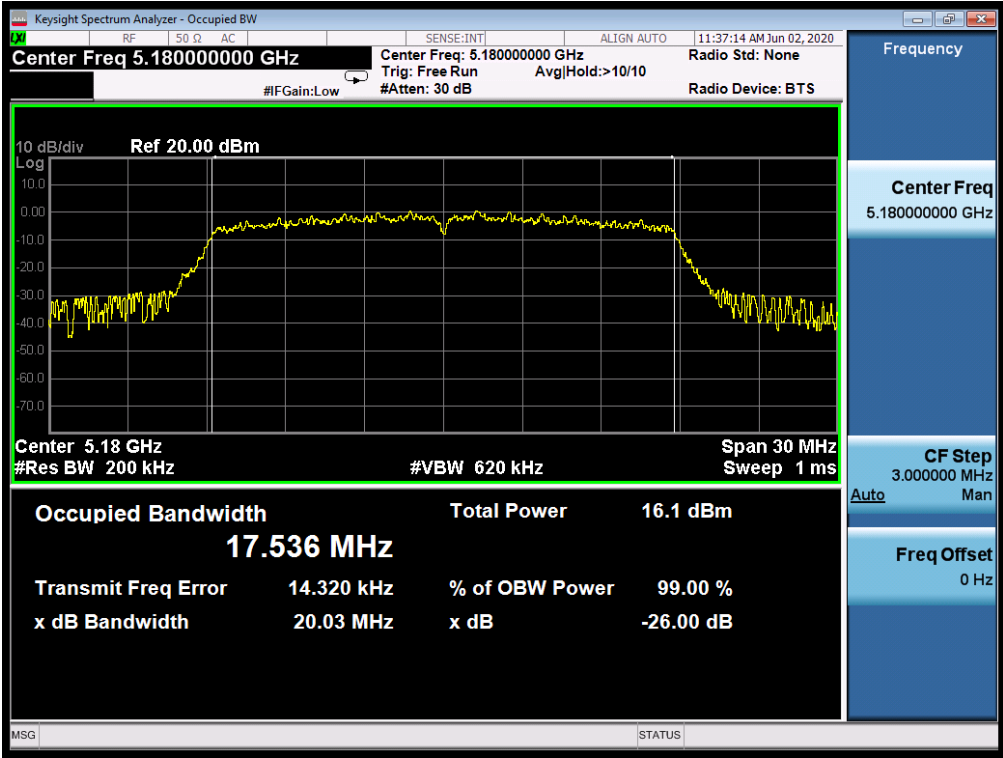 Keysight Spectrum Analyzer - Occupied BW
LXI RF 50 Ω AC SENSE:INT ALIGN AUTO 11:37:14 AM Jun 02, 2020
Center Freq 5.180000000 GHz
#IFGain:Low
Center Freq: 5.180000000 GHz
Trig: Free Run Avg|Hold:>10/10
#Atten: 30 dB
Radio Std: None
Radio Device: BTS
10 dB/div Ref 20.00 dBm
Log
10.0
0.00
-10.0
-20.0
-30.0
-40.0
-50.0
-60.0
-70.0
Center 5.18 GHz Span 30 MHz
#Res BW 200 kHz #VBW 620 kHz Sweep 1 ms
Occupied Bandwidth Total Power 16.1 dBm
17.536 MHz
Transmit Freq Error 14.320 kHz % of OBW Power 99.00 %
x dB Bandwidth 20.03 MHz x dB -26.00 dB
Frequency
Center Freq
5.180000000 GHz
CF Step
3.000000 MHz
Auto Man
Freq Offset
0 Hz
MSG STATUS